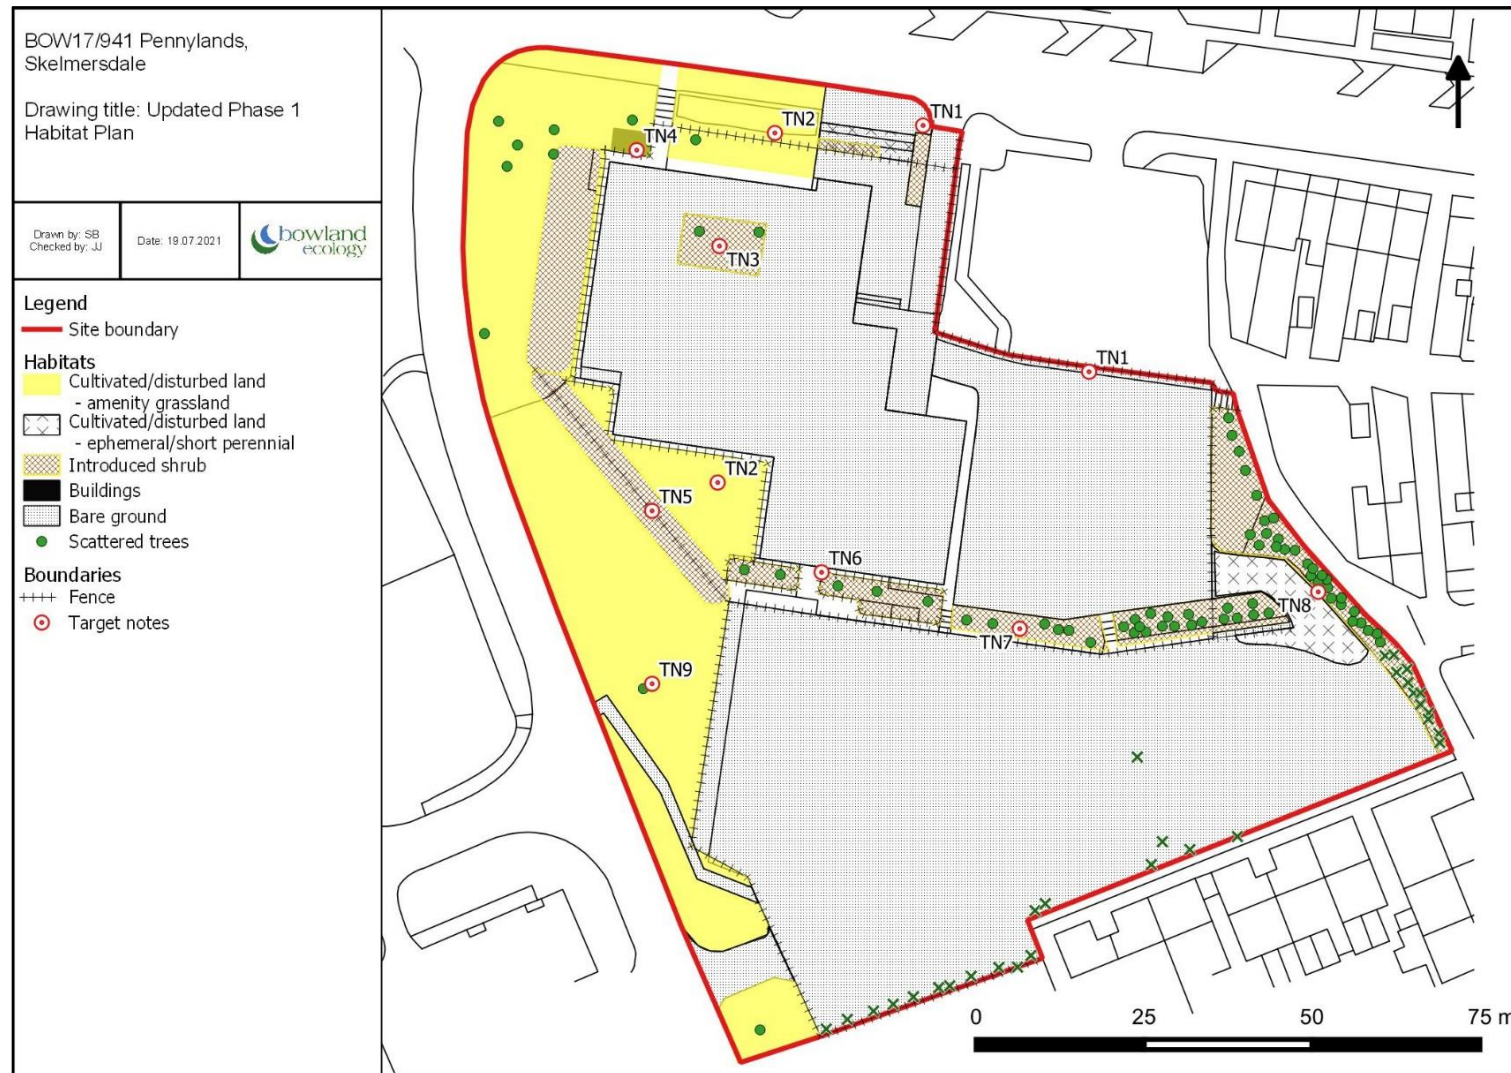 BOW17/941 Pennylands,
Skelmersdale
Drawing title: Updated Phase 1
Habitat Plan
Drawn by: SB
Checked by: JJ
Date: 19.07.2021
bowland
ecology
Legend
Site boundary
Habitats
Cultivated/disturbed land
- amenity grassland
Cultivated/disturbed land
- ephemeral/short perennial
Introduced shrub
Buildings
Bare ground
Scattered trees
Boundaries
Fence
Target notes
TN1
TN2
TN4
TN3
TN1
TN2
TN5
TN6
TN8
TN7
TN9
0 25 50 75 m